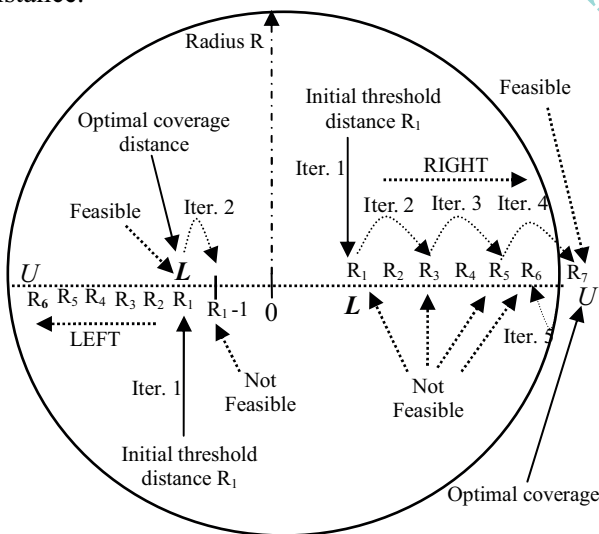 istance.
Radius R
Feasible
Initial threshold
distance R1
Optimal coverage
distance
Iter. 1
RIGHT
Feasible
Iter. 2
Iter. 2
Iter. 3
Iter. 4
U
L
R1 R2 R3 R4 R5 R6 R7
R6 R5 R4 R3 R2 R1
R1 -1
0
L
U
LEFT
Iter. 5
Iter. 1
Not
Feasible
Not
Feasible
Initial threshold
distance R1
Optimal coverage